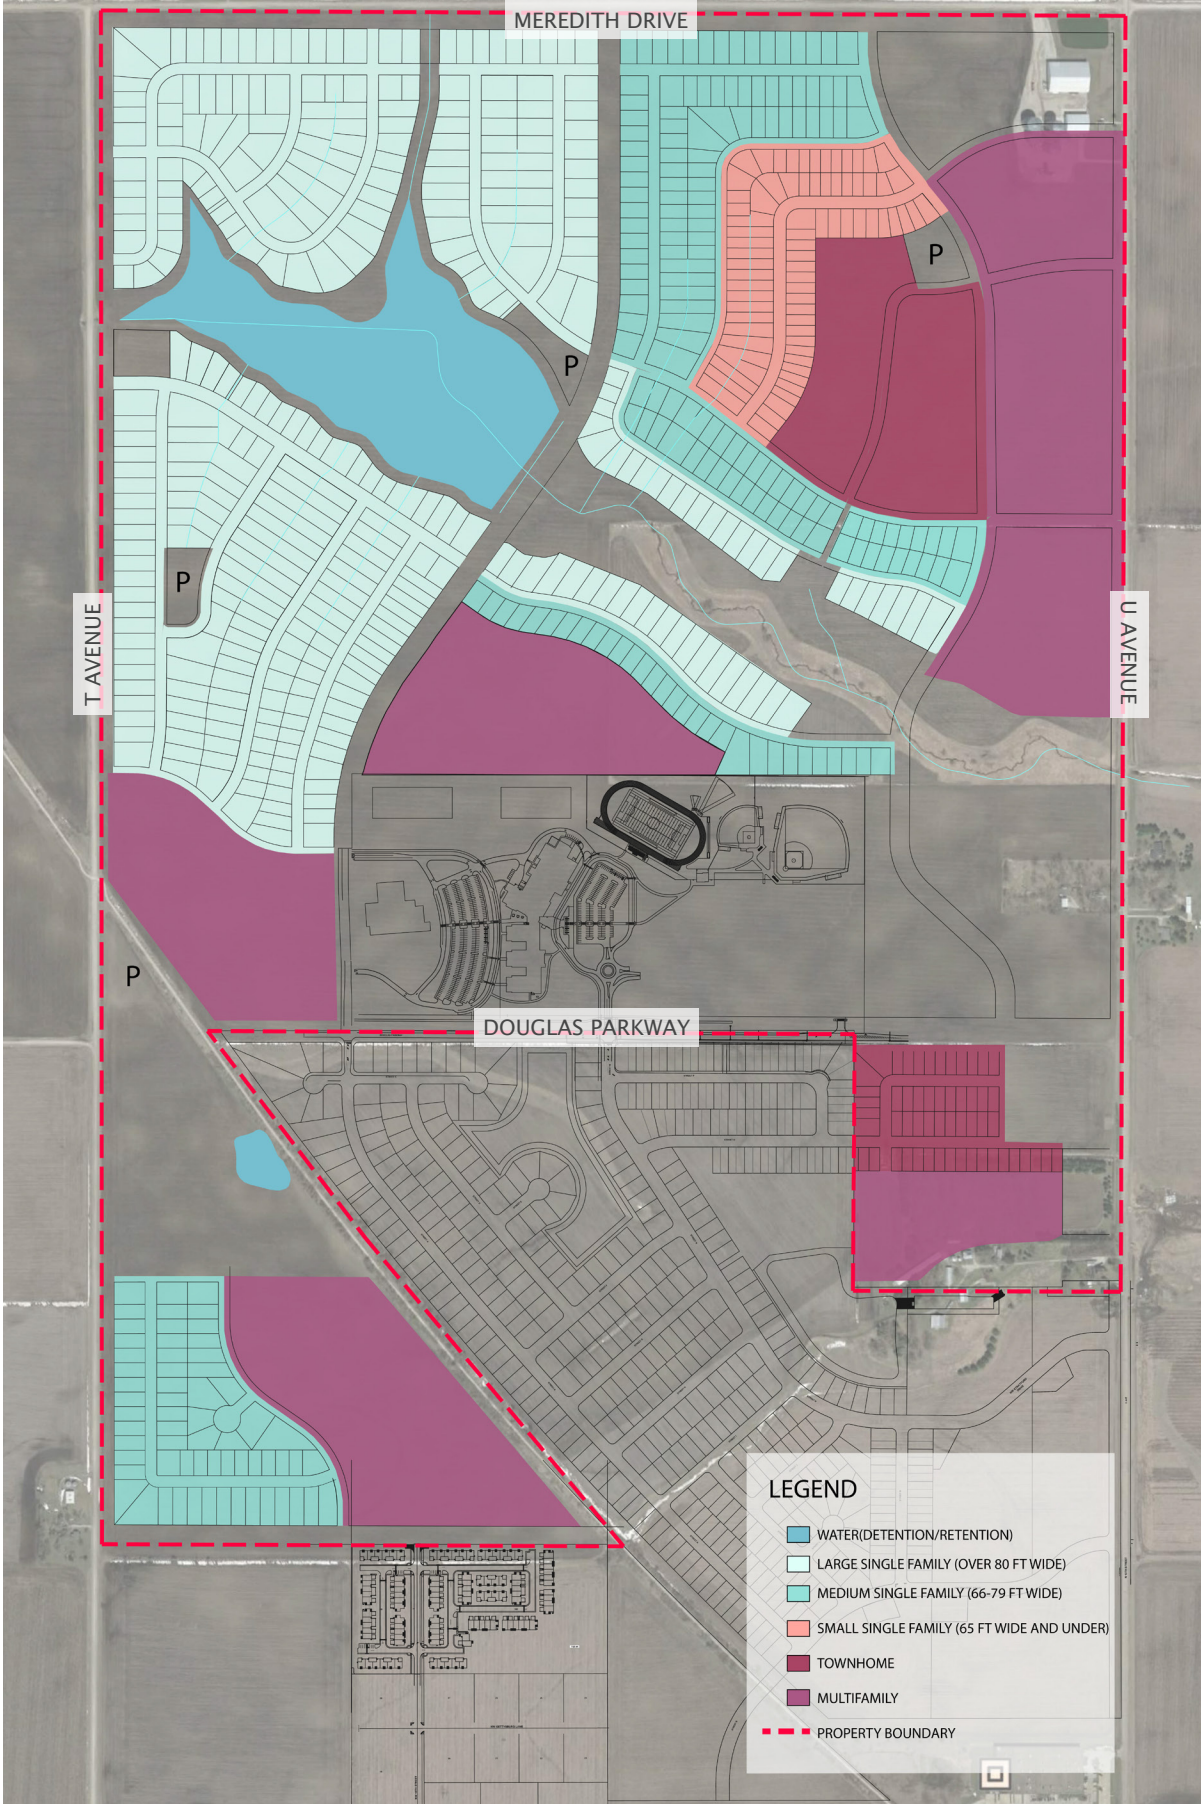 MEREDITH DRIVE
P
P
P
T AVENUE
U AVENUE
P
DOUGLAS PARKWAY
LEGEND
WATER(DETENTION/RETENTION)
LARGE SINGLE FAMILY (OVER 80 FT WIDE)
MEDIUM SINGLE FAMILY (66-79 FT WIDE)
SMALL SINGLE FAMILY (65 FT WIDE AND UNDER)
TOWNHOME
MULTIFAMILY
PROPERTY BOUNDARY